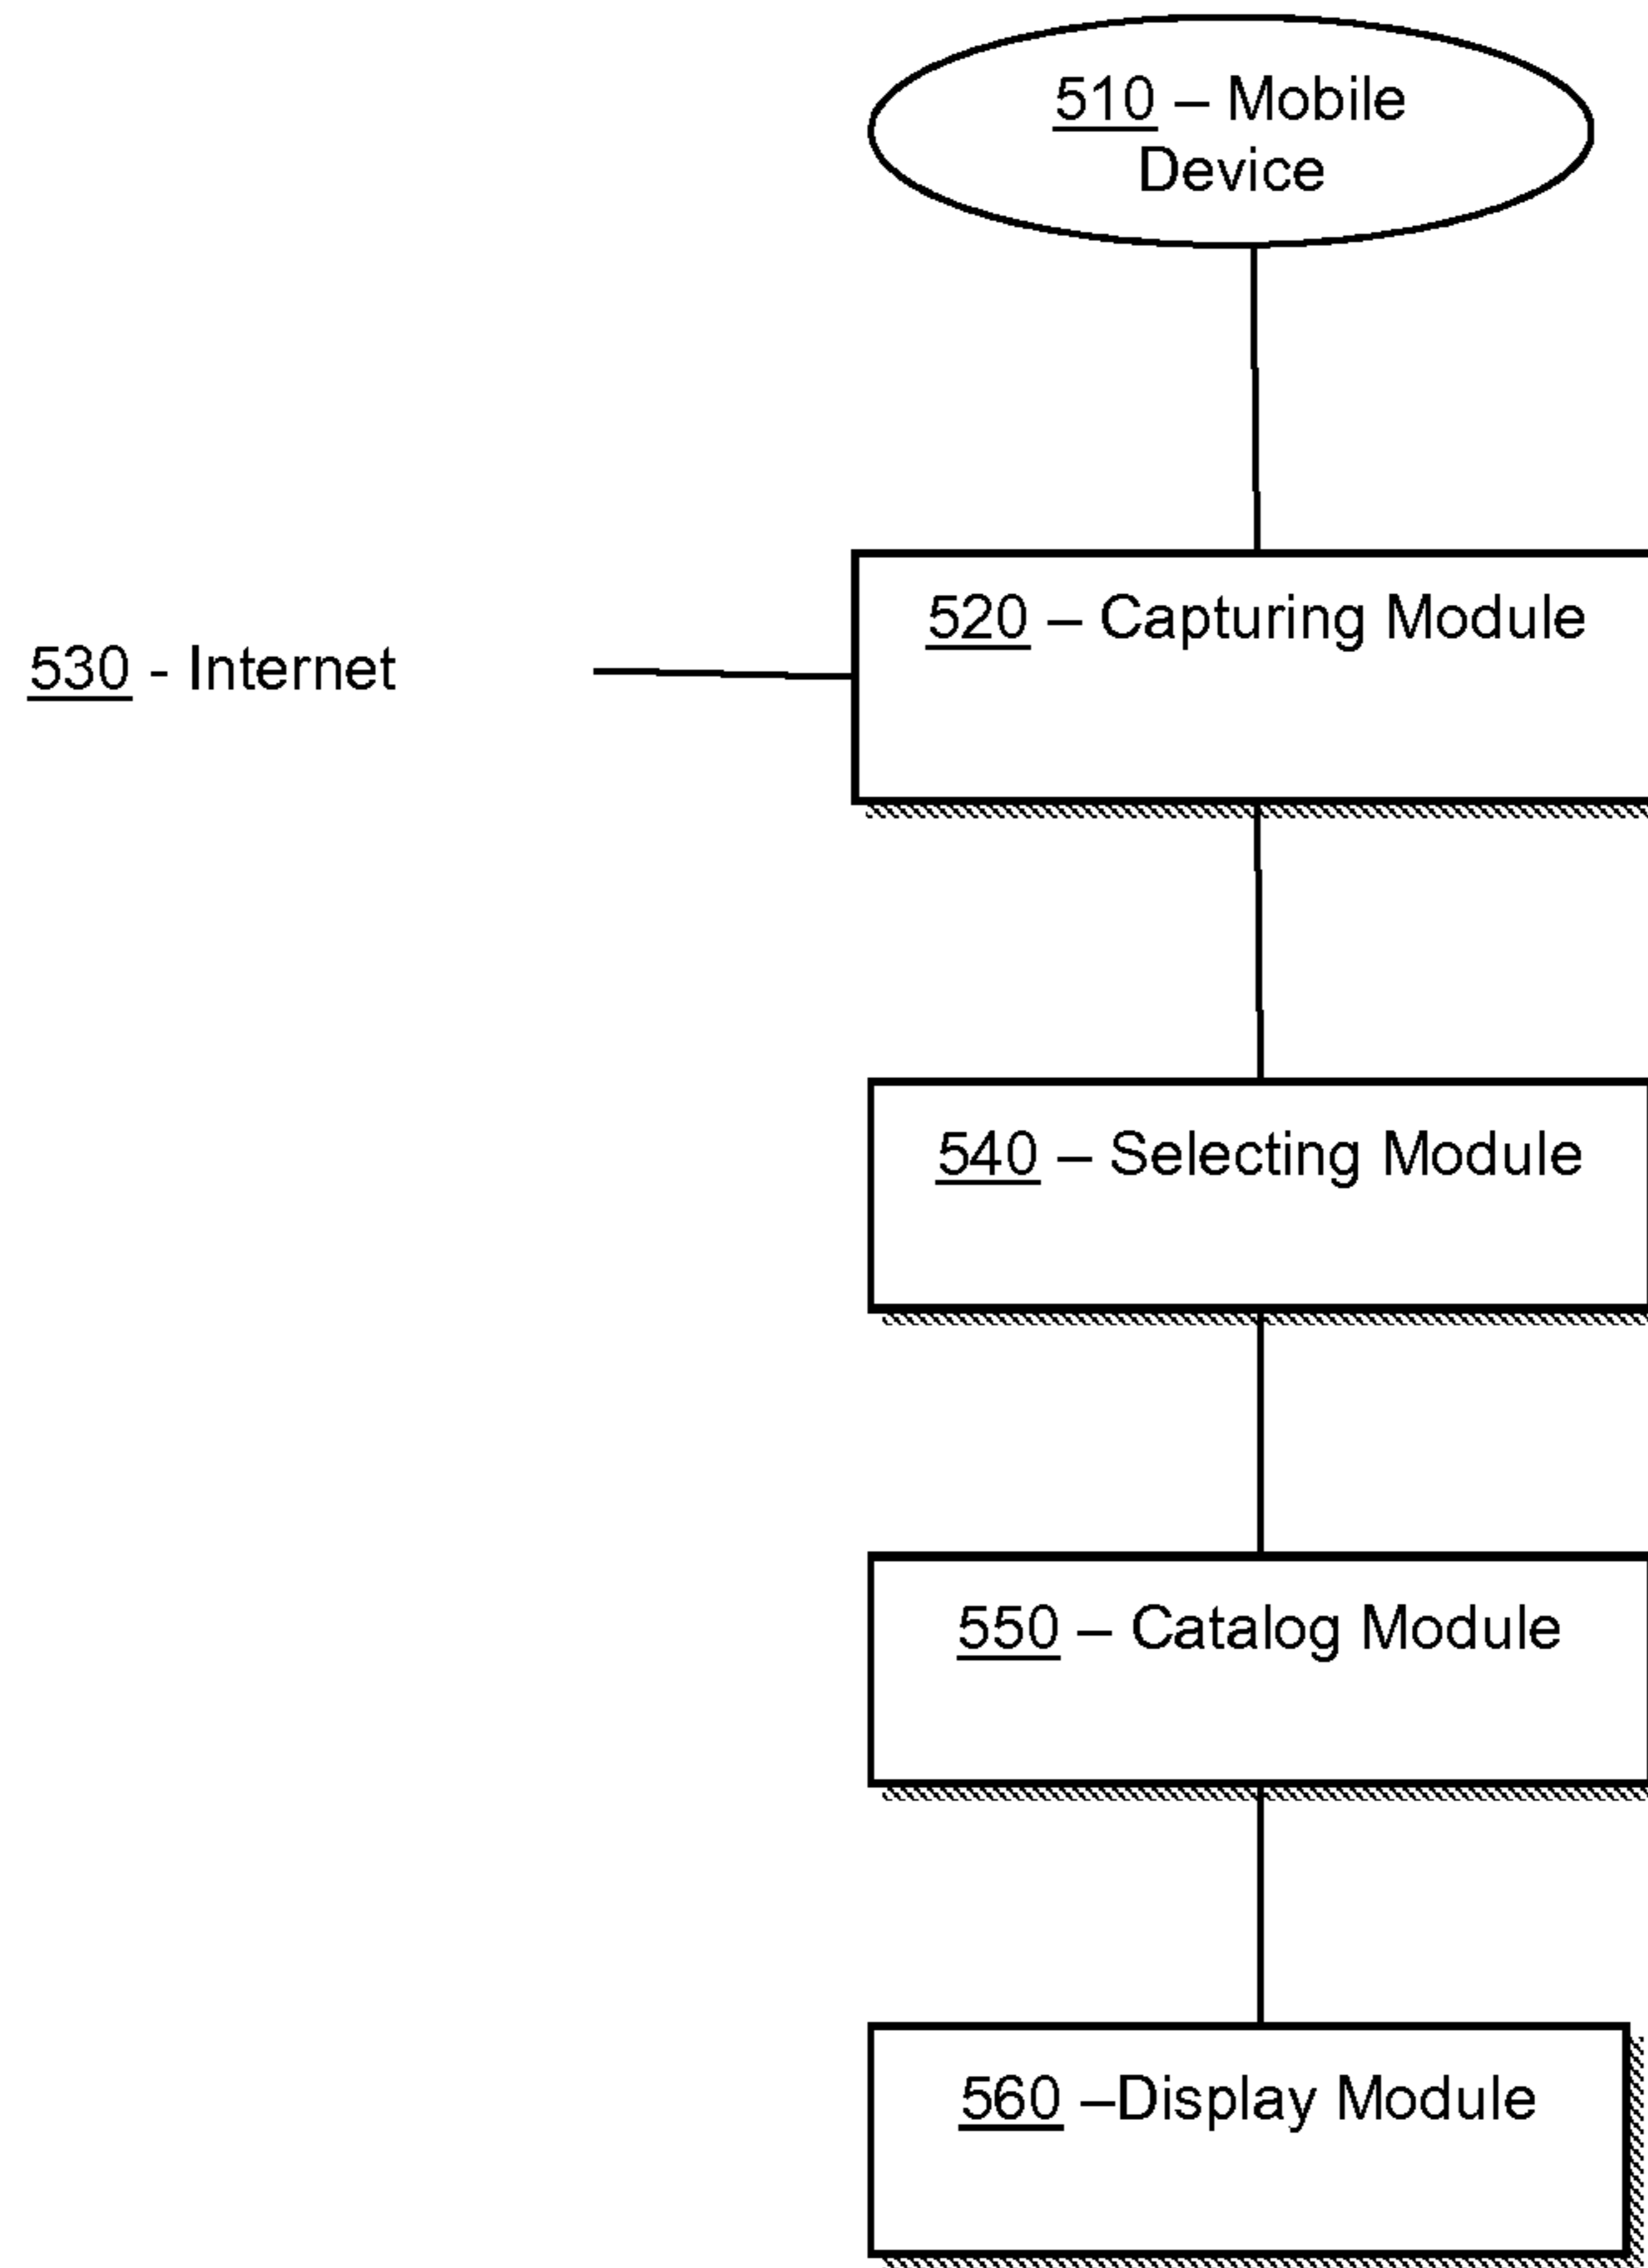 510 – Mobile
Device
520 – Capturing Module
530 - Internet
540 – Selecting Module
550 – Catalog Module
560 –Display Module